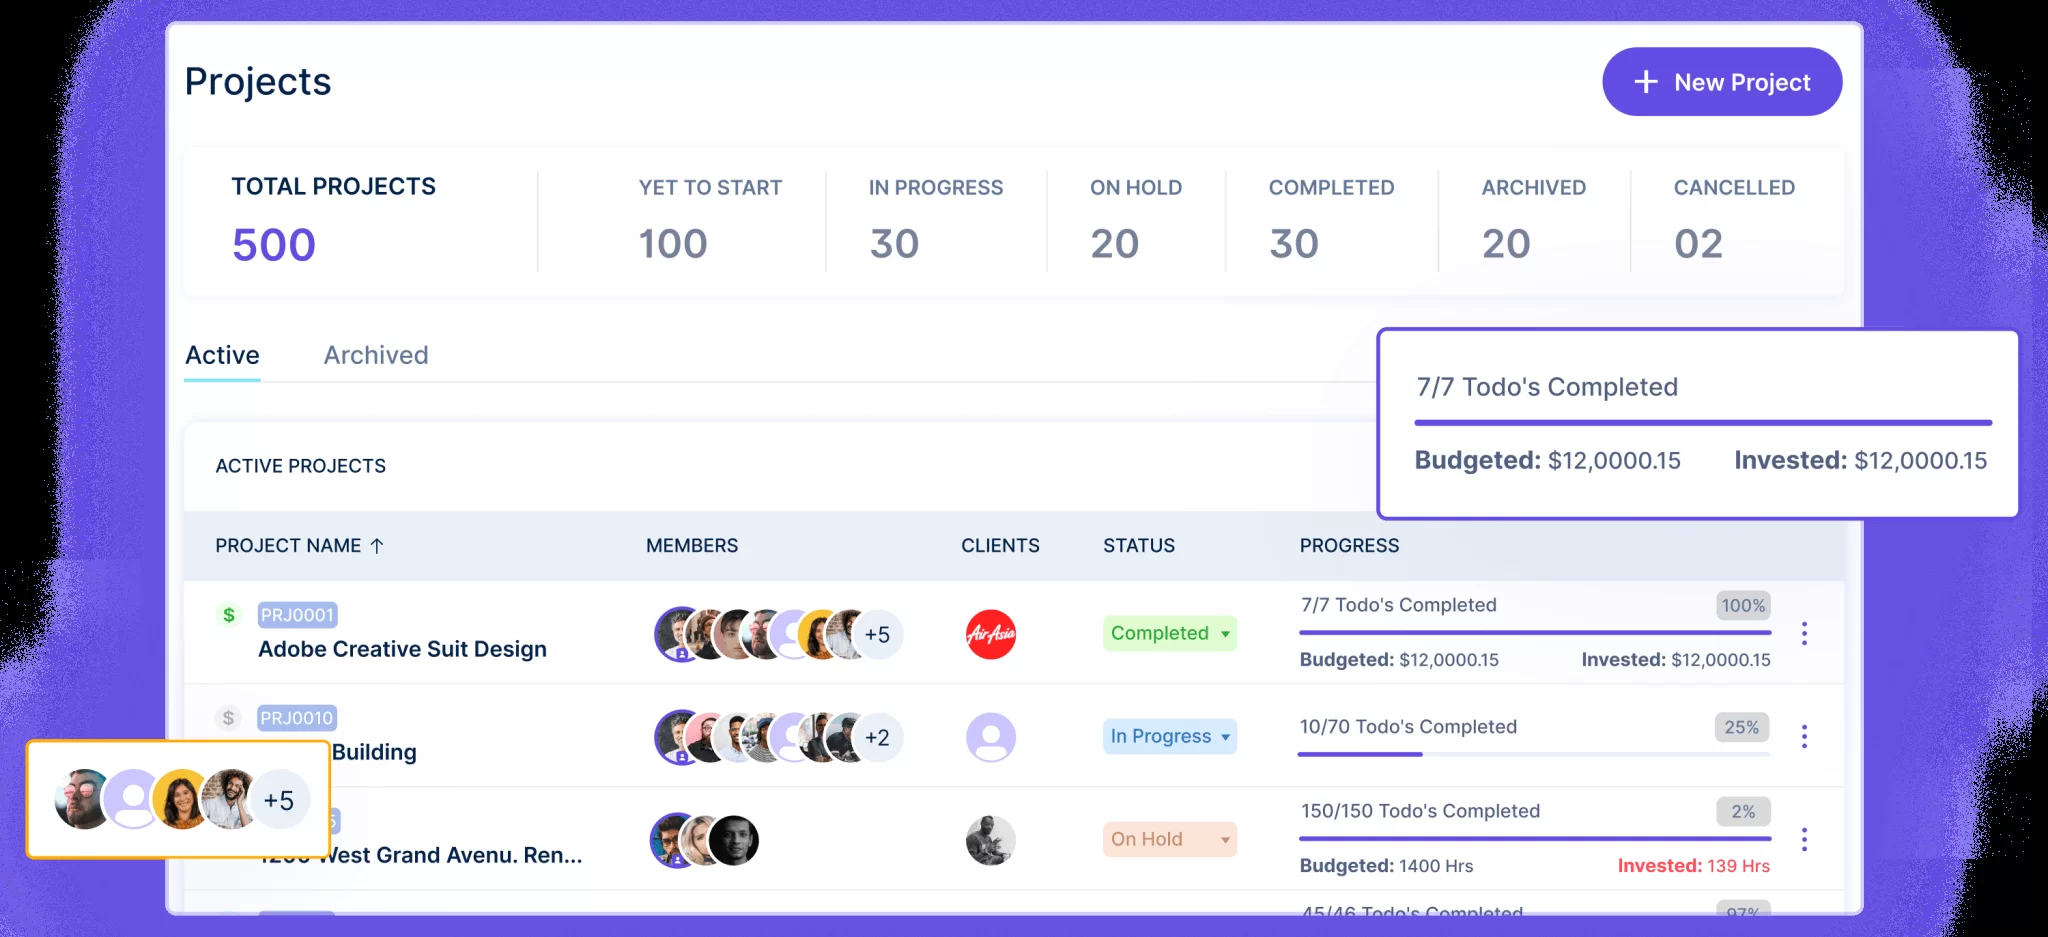 Projects
+ New Project
TOTAL PROJECTS
500
YET TO START
100
IN PROGRESS
30
ON HOLD
20
COMPLETED
30
ARCHIVED
20
CANCELLED
02
Active
Archived
7/7 Todo's Completed
Budgeted: $12,0000.15 Invested: $12,0000.15
ACTIVE PROJECTS
PROJECT NAME ↑ MEMBERS CLIENTS STATUS PROGRESS
$ PRJ0001
Adobe Creative Suit Design
+5
AirAsia
Completed
7/7 Todo's Completed 100%
Budgeted: $12,0000.15 Invested: $12,0000.15
$ PRJ0010
Building
+2
In Progress
10/70 Todo's Completed 25%
+5
West Grand Avenu. Ren...
On Hold
150/150 Todo's Completed 2%
Budgeted: 1400 Hrs Invested: 139 Hrs
45/46 Todo's Completed 97%